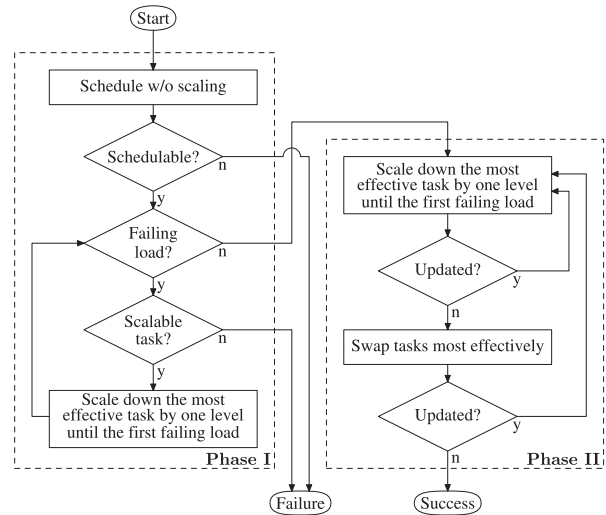 Start
Schedule w/o scaling
Schedulable?
n
y
Failing
load?
n
y
Scalable
task?
n
y
Scale down the most
effective task by one level
until the first failing load
Phase I
Scale down the most
effective task by one level
until the first failing load
Updated?
y
n
Swap tasks most effectively
Updated?
y
n
Phase II
Failure
Success